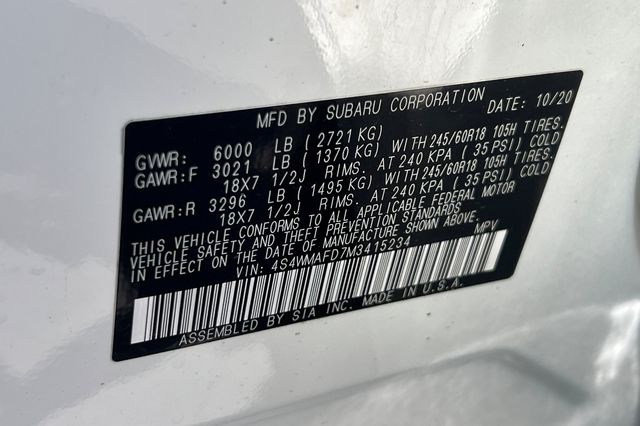 MFD BY SUBARU CORPORATION DATE: 10/20
GVWR: 6000 LB (2721 KG)
GAWR:F 3021 LB (1370 KG) WITH 245/60R18 105H TIRES.
18X7 1/2J RIMS. AT 240 KPA (35 PSI) COLD
GAWR:R 3296 LB (1495 KG) WITH 245/60R18 105H TIRES.
18X7 1/2J RIMS. AT 240 KPA (35 PSI) COLD
THIS VEHICLE CONFORMS TO ALL APPLICABLE FEDERAL MOTOR
VEHICLE SAFETY AND THEFT PREVENTION STANDARDS
IN EFFECT ON THE DATE OF MANUFACTURE SHOWN ABOVE.
VIN: 4S4WMAFD7M3415234 MPV
ASSEMBLED BY SIA INC. MADE IN U.S.A.